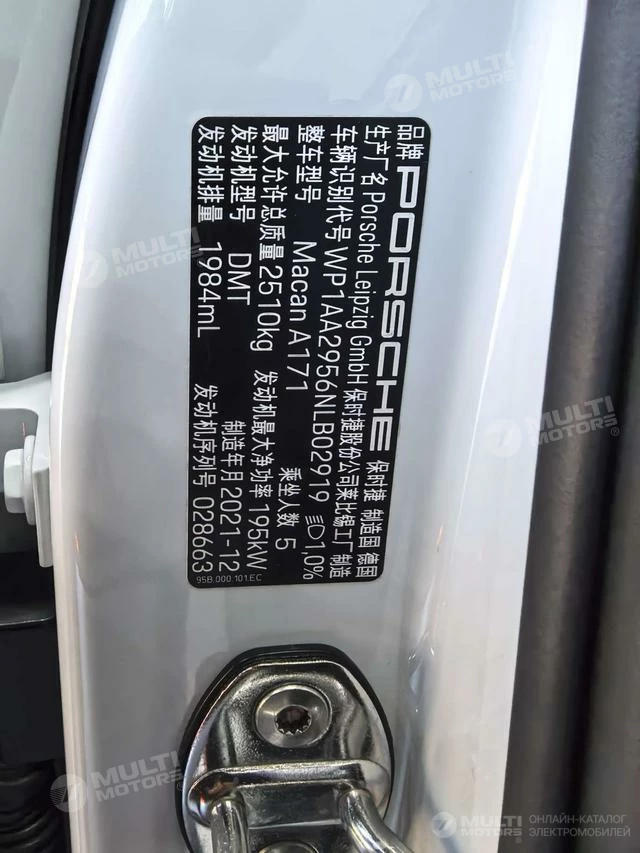 品牌 PORSCHE 保时捷 制造国 德国
生产厂名 Porsche Leipzig GmbH 保时捷股份公司莱比锡工厂制造
车辆识别代号 WP1AA2956NLB02919 1,0%
整车型号 Macan A171 乘坐人数 5
最大允许总质量 2510kg 发动机最大净功率 195kW
发动机型号 DMT 制造年月 2021-12
发动机排量 1984mL 发动机序列号 028663
95B.000.101.EC
MULTI MOTORS
MULTI MOTORS
MULTI MOTORS
MULTI MOTORS
MULTI MOTORS
MULTI MOTORS
ОНЛАЙН-КАТАЛОГ
ЭЛЕКТРОМОБИЛЕЙ